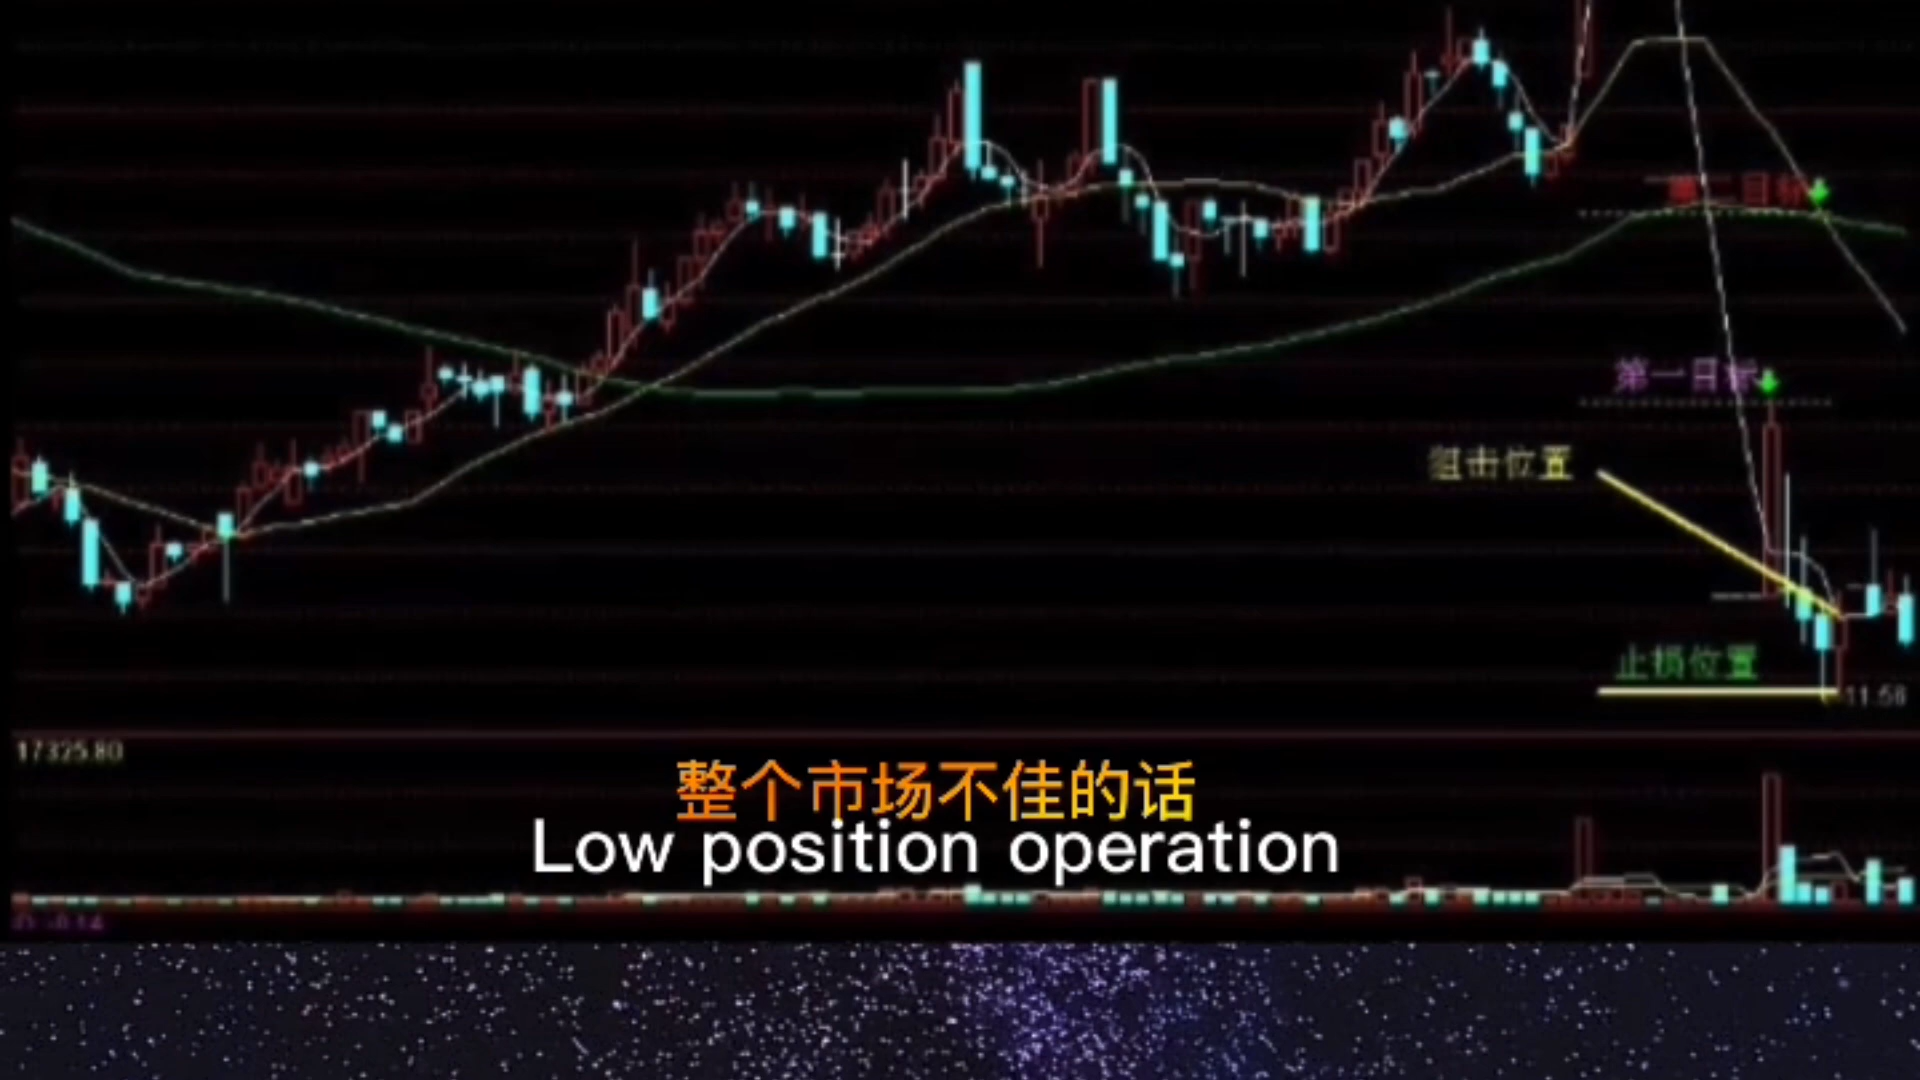 第二目标
第一目标
狙击位置
止损位置
11.58
17325.80
整个市场不佳的话
Low position operation